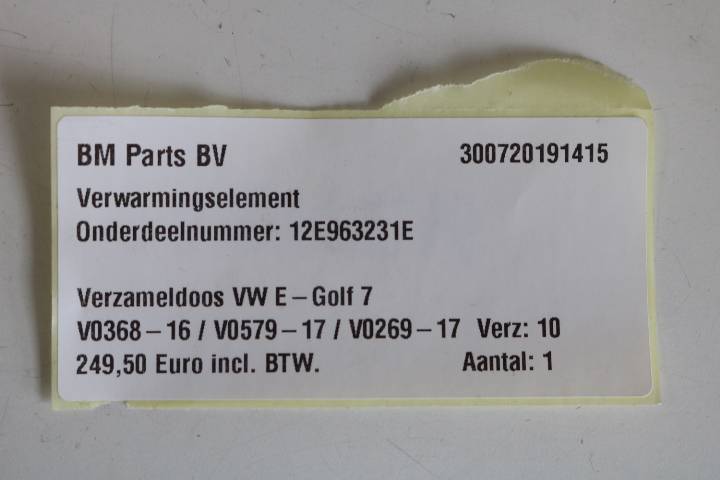 BM Parts BV 300720191415
Verwarmingselement
Onderdeelnummer: 12E963231E
Verzameldoos VW E – Golf 7
V0368 – 16 / V0579 – 17 / V0269 – 17 Verz: 10
249,50 Euro incl. BTW. Aantal: 1